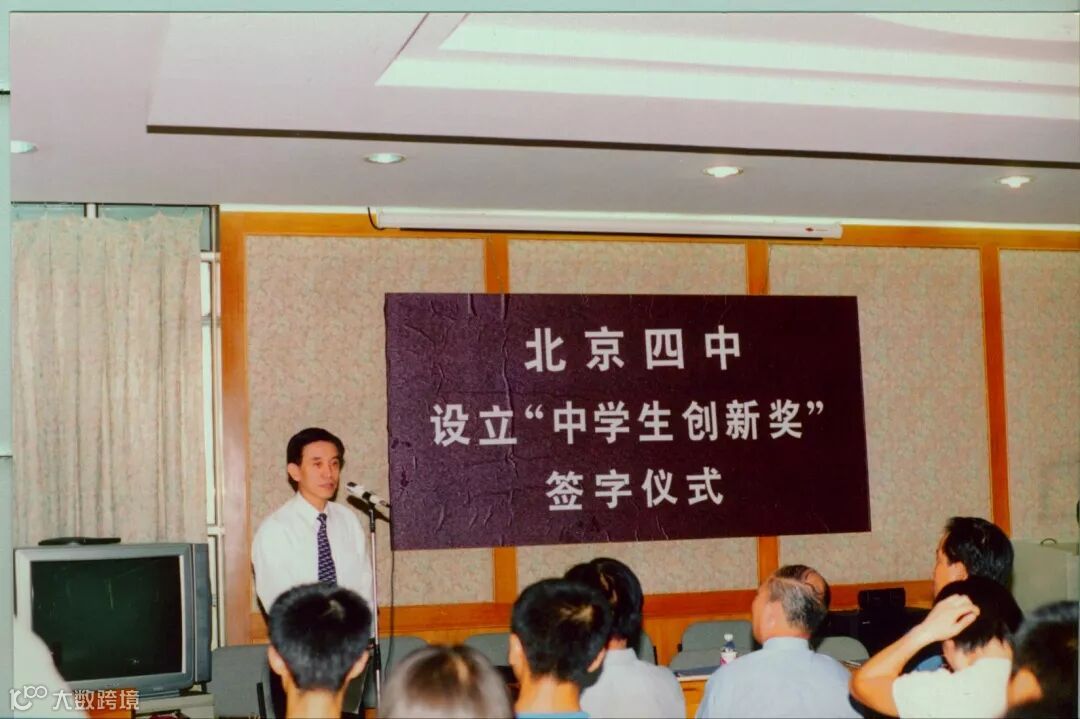 北京四中
设立“中学生创新奖”
签字仪式
大数跨境